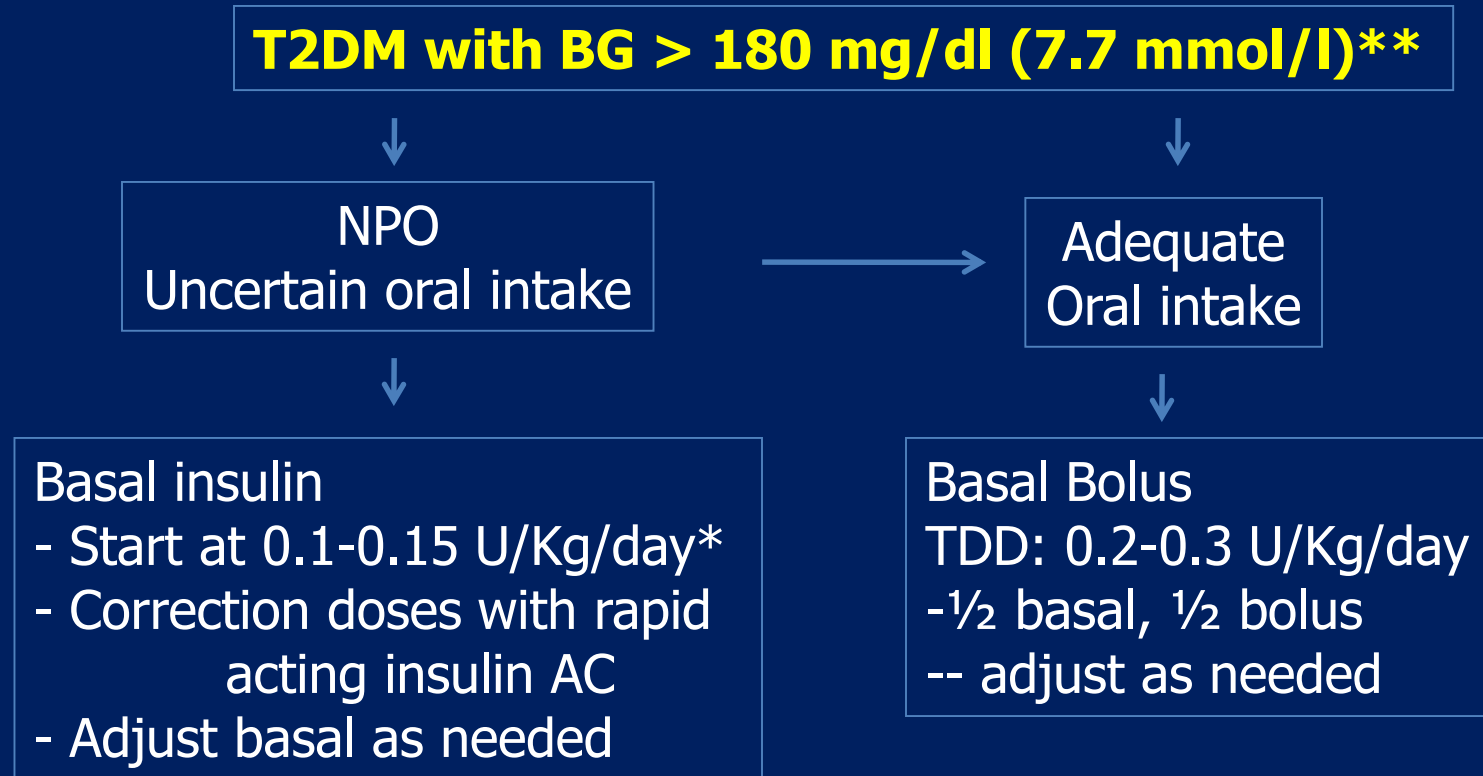 T2DM with BG > 180 mg/dl (7.7 mmol/l)**
NPO
Uncertain oral intake
Adequate
Oral intake
Basal insulin
- Start at 0.1-0.15 U/Kg/day*
- Correction doses with rapid
acting insulin AC
- Adjust basal as needed
Basal Bolus
TDD: 0.2-0.3 U/Kg/day
-½ basal, ½ bolus
-- adjust as needed